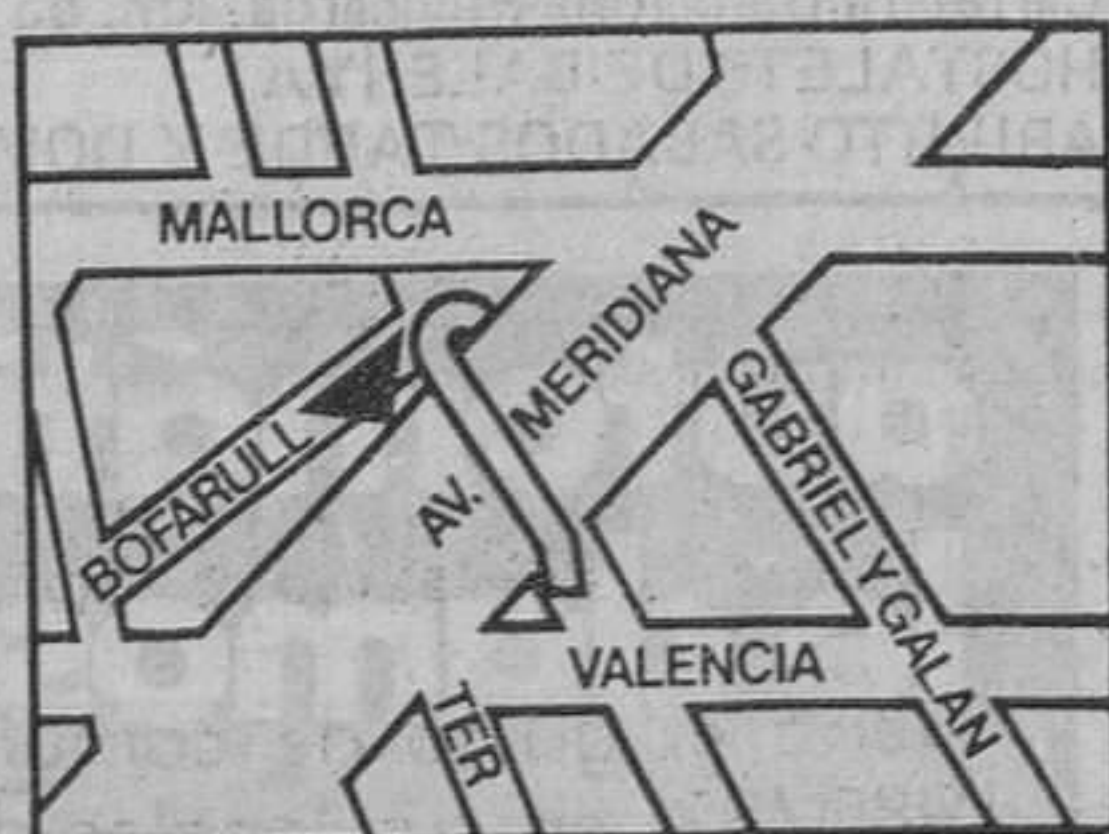 MALLORCA
AV. MERIDIANA
GABRIEL Y GALAN
BOFARULL
VALENCIA
TER